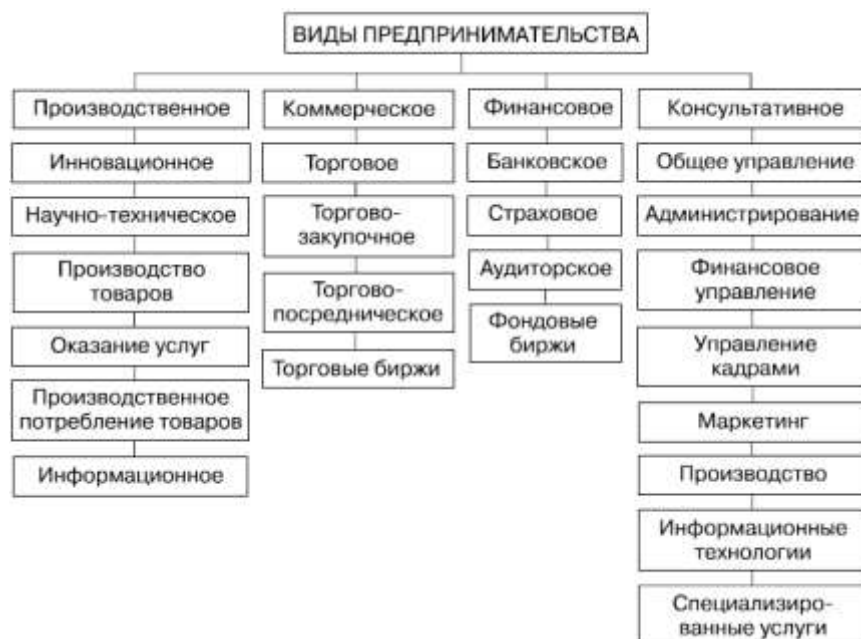 ВИДЫ ПРЕДПРИНИМАТЕЛЬСТВА
Производственное
Инновационное
Научно-техническое
Производство
товаров
Оказание услуг
Производственное
потребление товаров
Информационное
Коммерческое
Торговое
Торгово-
закупочное
Торгово-
посредническое
Торговые биржи
Финансовое
Банковское
Страховое
Аудиторское
Фондовые
биржи
Консультативное
Общее управление
Администрирование
Финансовое
управление
Управление
кадрами
Маркетинг
Производство
Информационные
технологии
Специализиро-
ванные услуги